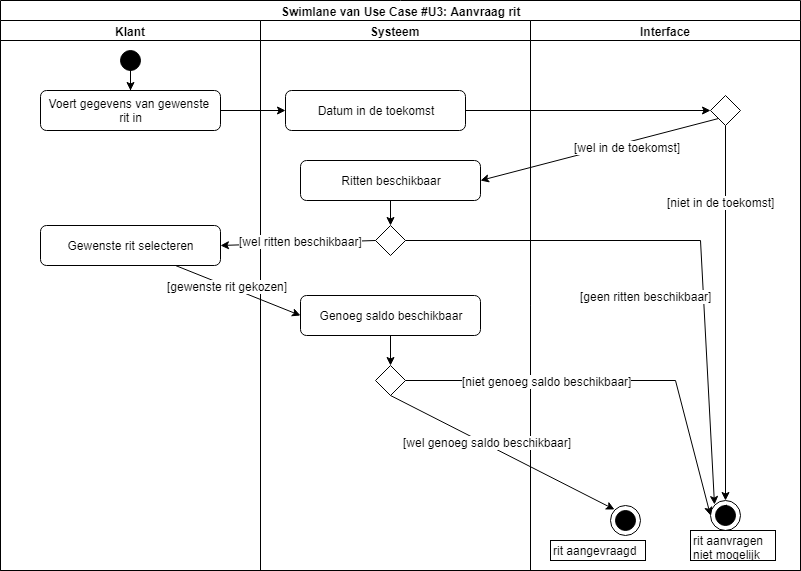 Swimlane van Use Case #U3: Aanvraag rit
Klant
Systeem
Interface
Voert gegevens van gewenste
rit in
Datum in de toekomst
[wel in de toekomst]
Ritten beschikbaar
[niet in de toekomst]
Gewenste rit selecteren
[wel ritten beschikbaar]
[gewenste rit gekozen]
[geen ritten beschikbaar]
Genoeg saldo beschikbaar
[niet genoeg saldo beschikbaar]
[wel genoeg saldo beschikbaar]
rit aangevraagd
rit aanvragen
niet mogelijk